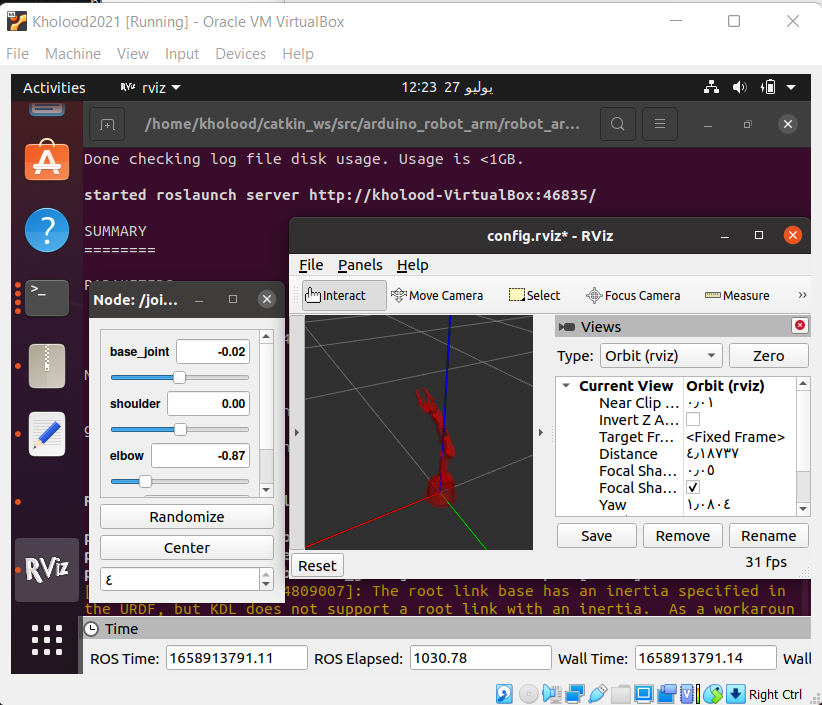 Kholood2021 [Running] - Oracle VM VirtualBox
File Machine View Input Devices Help
Activities
RViz rviz
12:23 27 يوليو
/home/kholood/catkin_ws/src/arduino_robot_arm/robot_ar...
Done checking log file disk usage. Usage is <1GB.
started roslaunch server http://kholood-VirtualBox:46835/
SUMMARY
========
config.rviz* - RViz
File Panels Help
Interact Move Camera Select Focus Camera Measure »
Node: /joi...
base_joint -0.02
shoulder 0.00
elbow -0.87
Randomize
Center
٤
Views
Type: Orbit (rviz) Zero
Current View Orbit (rviz)
Near Clip ... ٠٫٠١
Invert Z A...
Target Fr... <Fixed Frame>
Distance ٤٫١٨٧٣٧
Focal Sha... ٠٫٠٥
Focal Sha...
Yaw ١٫٠٨٠٤
Save Remove Rename
Reset
31 fps
RViz
4809007]: The root link base has an inertia specified in
the URDF, but KDL does not support a root link with an inertia. As a workaroun
Time
ROS Time: 1658913791.11 ROS Elapsed: 1030.78 Wall Time: 1658913791.14 Wall
Right Ctrl